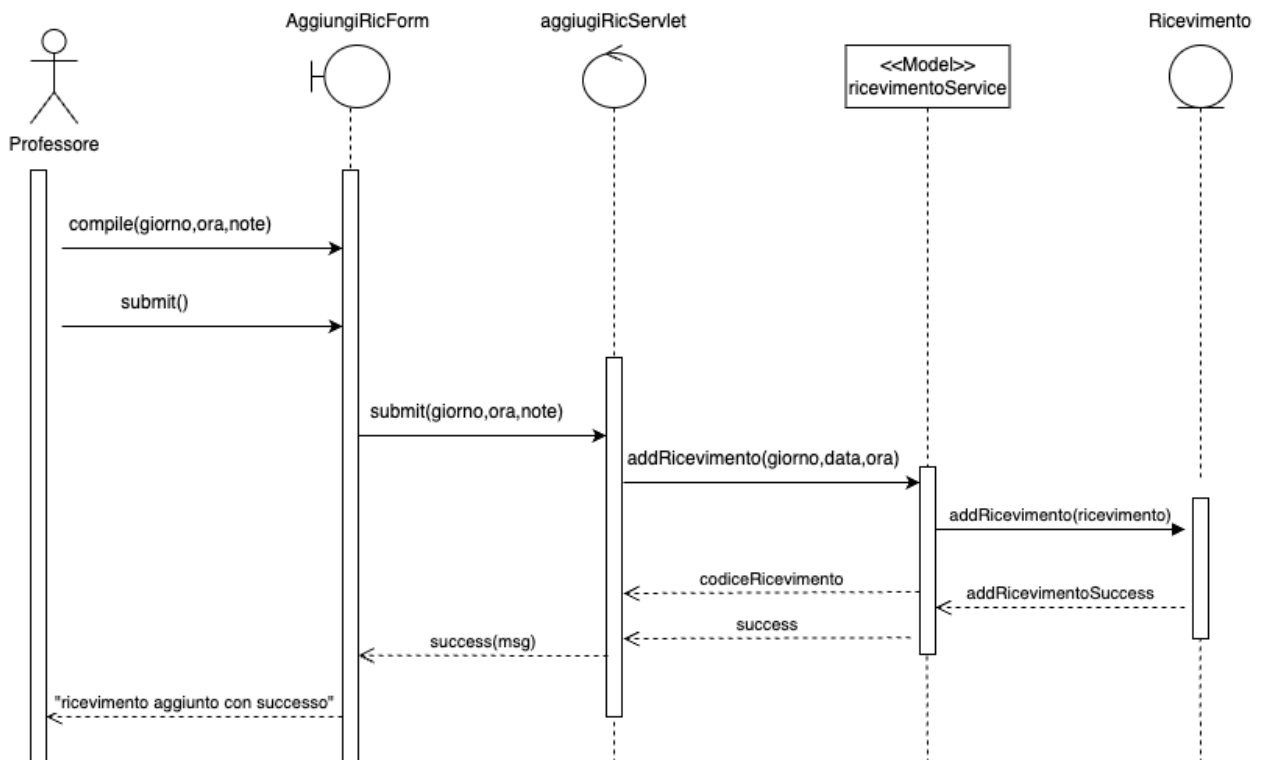 AggiungiRicForm
aggiugiRicServlet
Ricevimento
<<Model>>
ricevimentoService
Professore
compile(giorno,ora,note)
submit()
submit(giorno,ora,note)
addRicevimento(giorno,data,ora)
addRicevimento(ricevimento)
codiceRicevimento
addRicevimentoSuccess
success
success(msg)
"ricevimento aggiunto con successo"